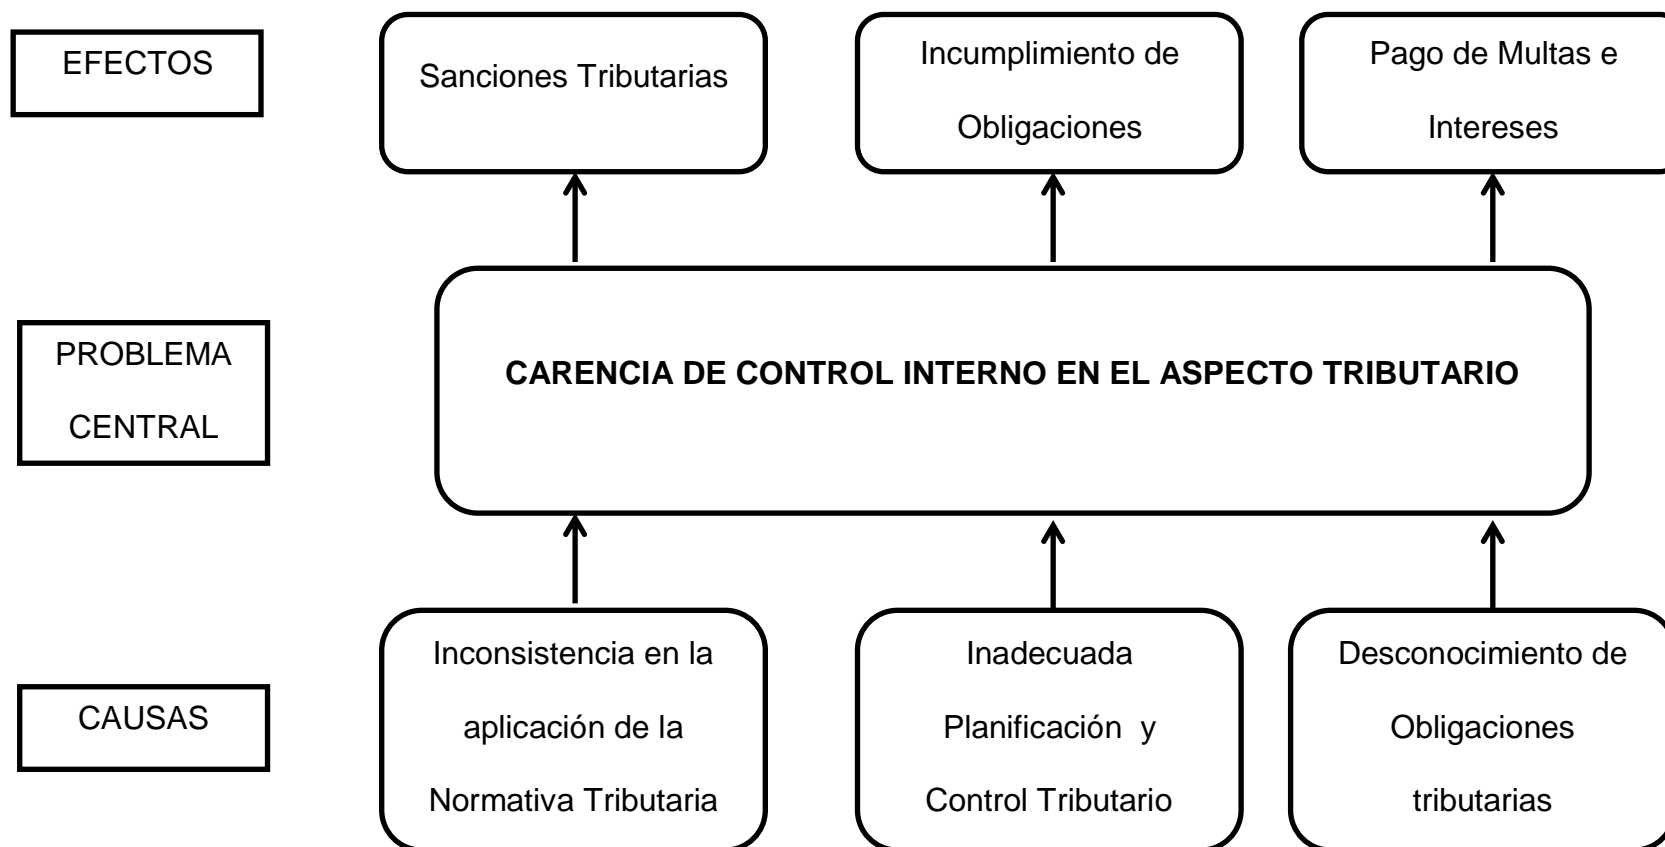 EFECTOS
Sanciones Tributarias
Incumplimiento de
Obligaciones
Pago de Multas e
Intereses
PROBLEMA
CENTRAL
CARENCIA DE CONTROL INTERNO EN EL ASPECTO TRIBUTARIO
CAUSAS
Inconsistencia en la
aplicación de la
Normativa Tributaria
Inadecuada
Planificación y
Control Tributario
Desconocimiento de
Obligaciones
tributarias